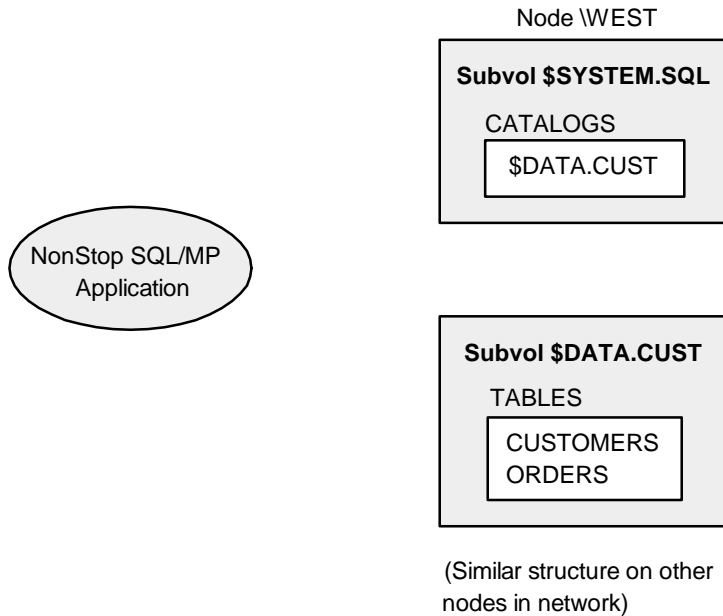 Node \WEST
Subvol $SYSTEM.SQL
CATALOGS
$DATA.CUST
NonStop SQL/MP
Application
Subvol $DATA.CUST
TABLES
CUSTOMERS
ORDERS
(Similar structure on other
nodes in network)